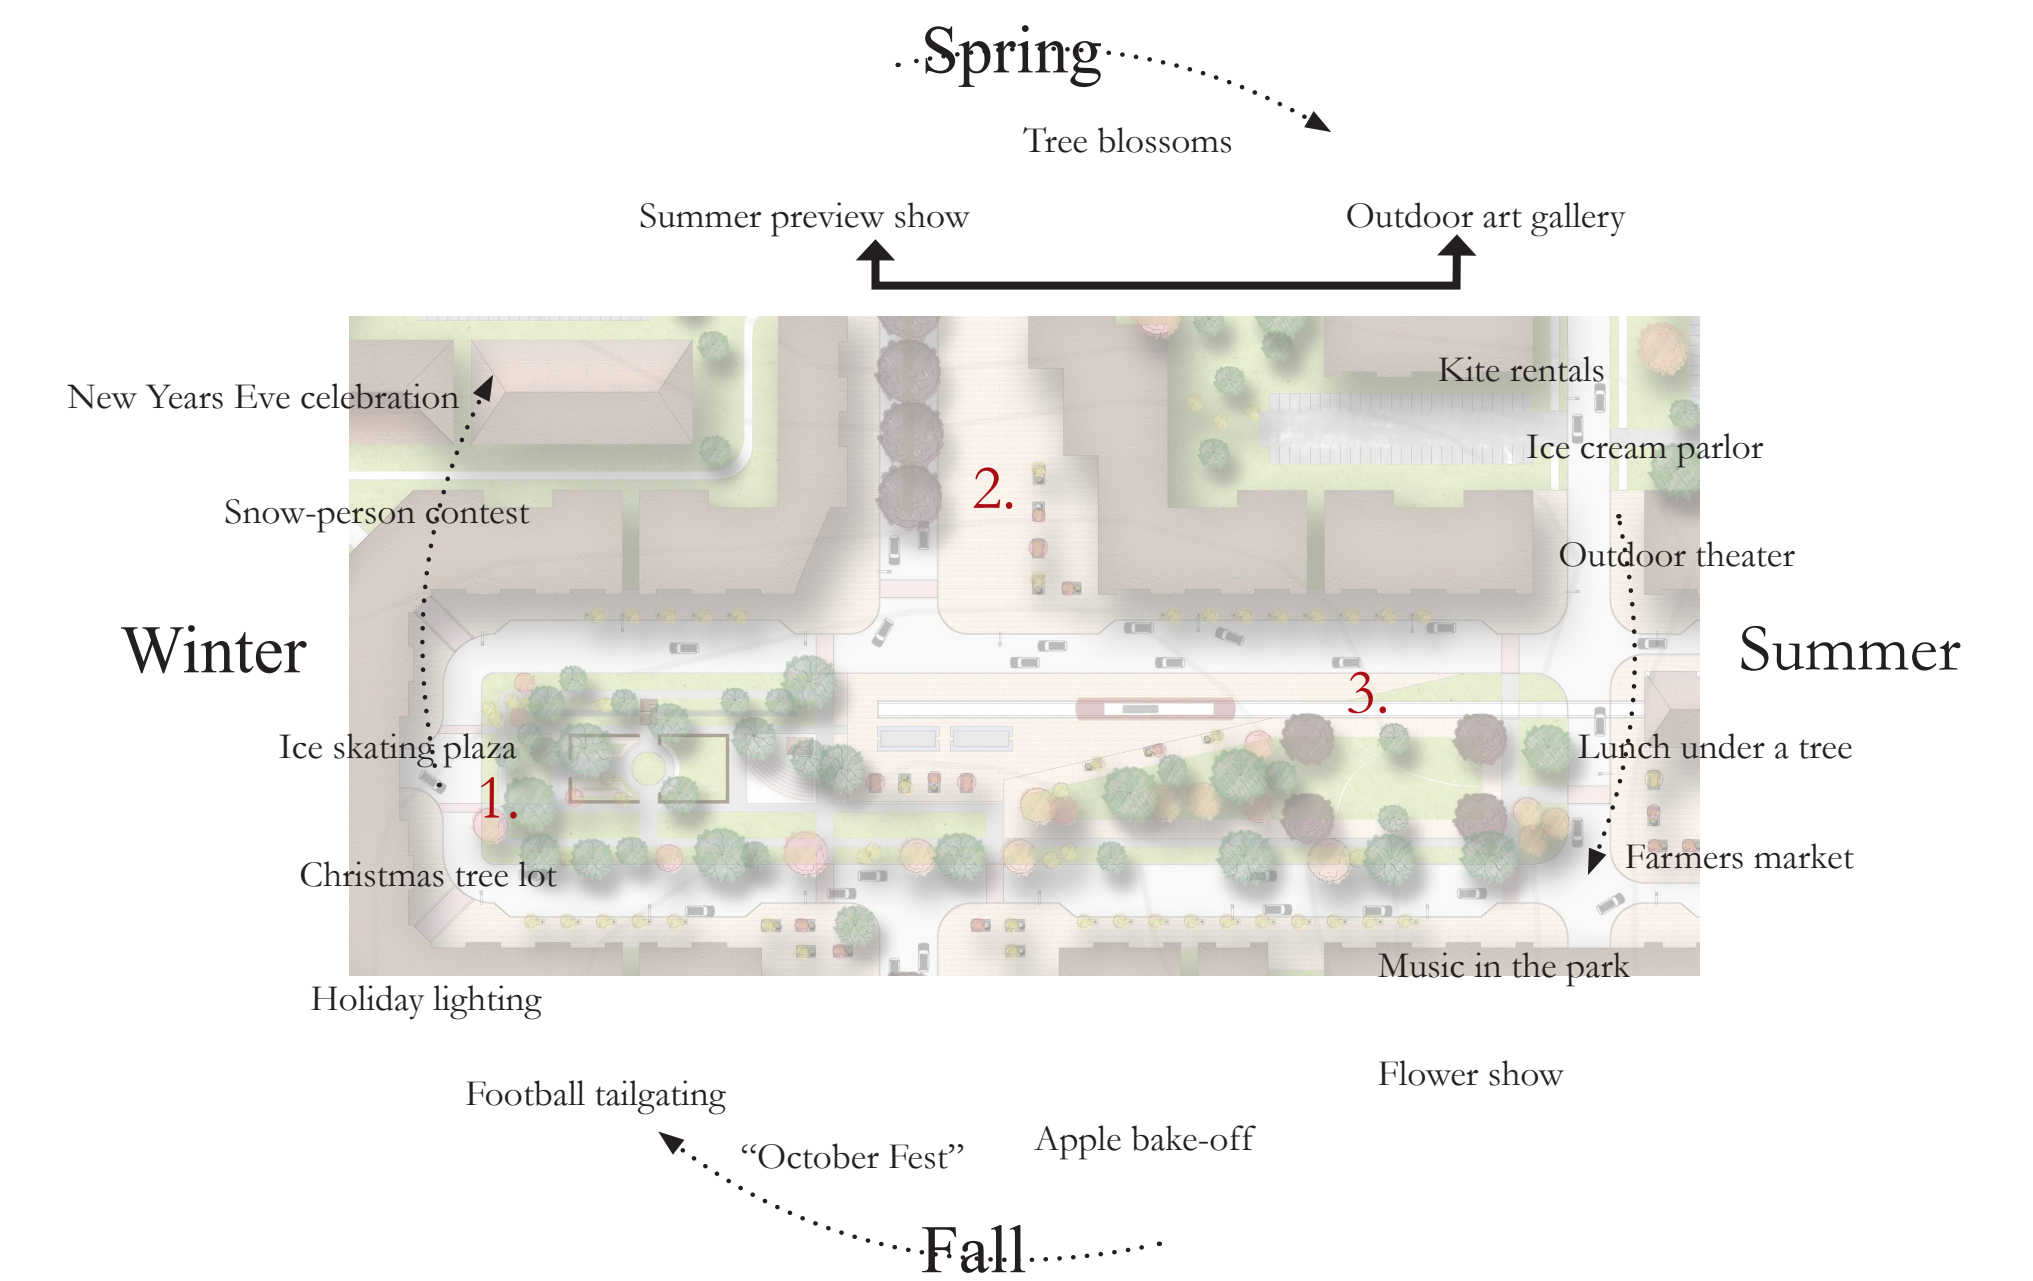 Spring
Tree blossoms
Summer preview show
Outdoor art gallery
Kite rentals
New Years Eve celebration
Ice cream parlor
2.
Snow-person contest
Outdoor theater
Winter
Summer
3.
Ice skating plaza
Lunch under a tree
1.
Farmers market
Christmas tree lot
Music in the park
Holiday lighting
Flower show
Football tailgating
Apple bake-off
“October Fest”
Fall